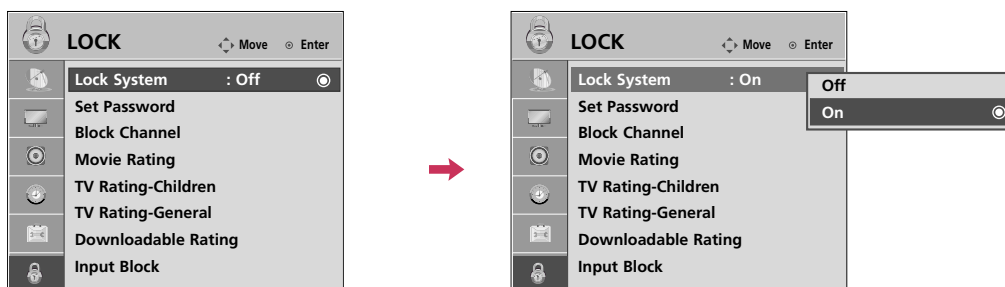 LOCK Move Enter
Lock System : Off
Set Password
Block Channel
Movie Rating
TV Rating-Children
TV Rating-General
Downloadable Rating
Input Block
LOCK Move Enter
Lock System : On
Off
On
Set Password
Block Channel
Movie Rating
TV Rating-Children
TV Rating-General
Downloadable Rating
Input Block